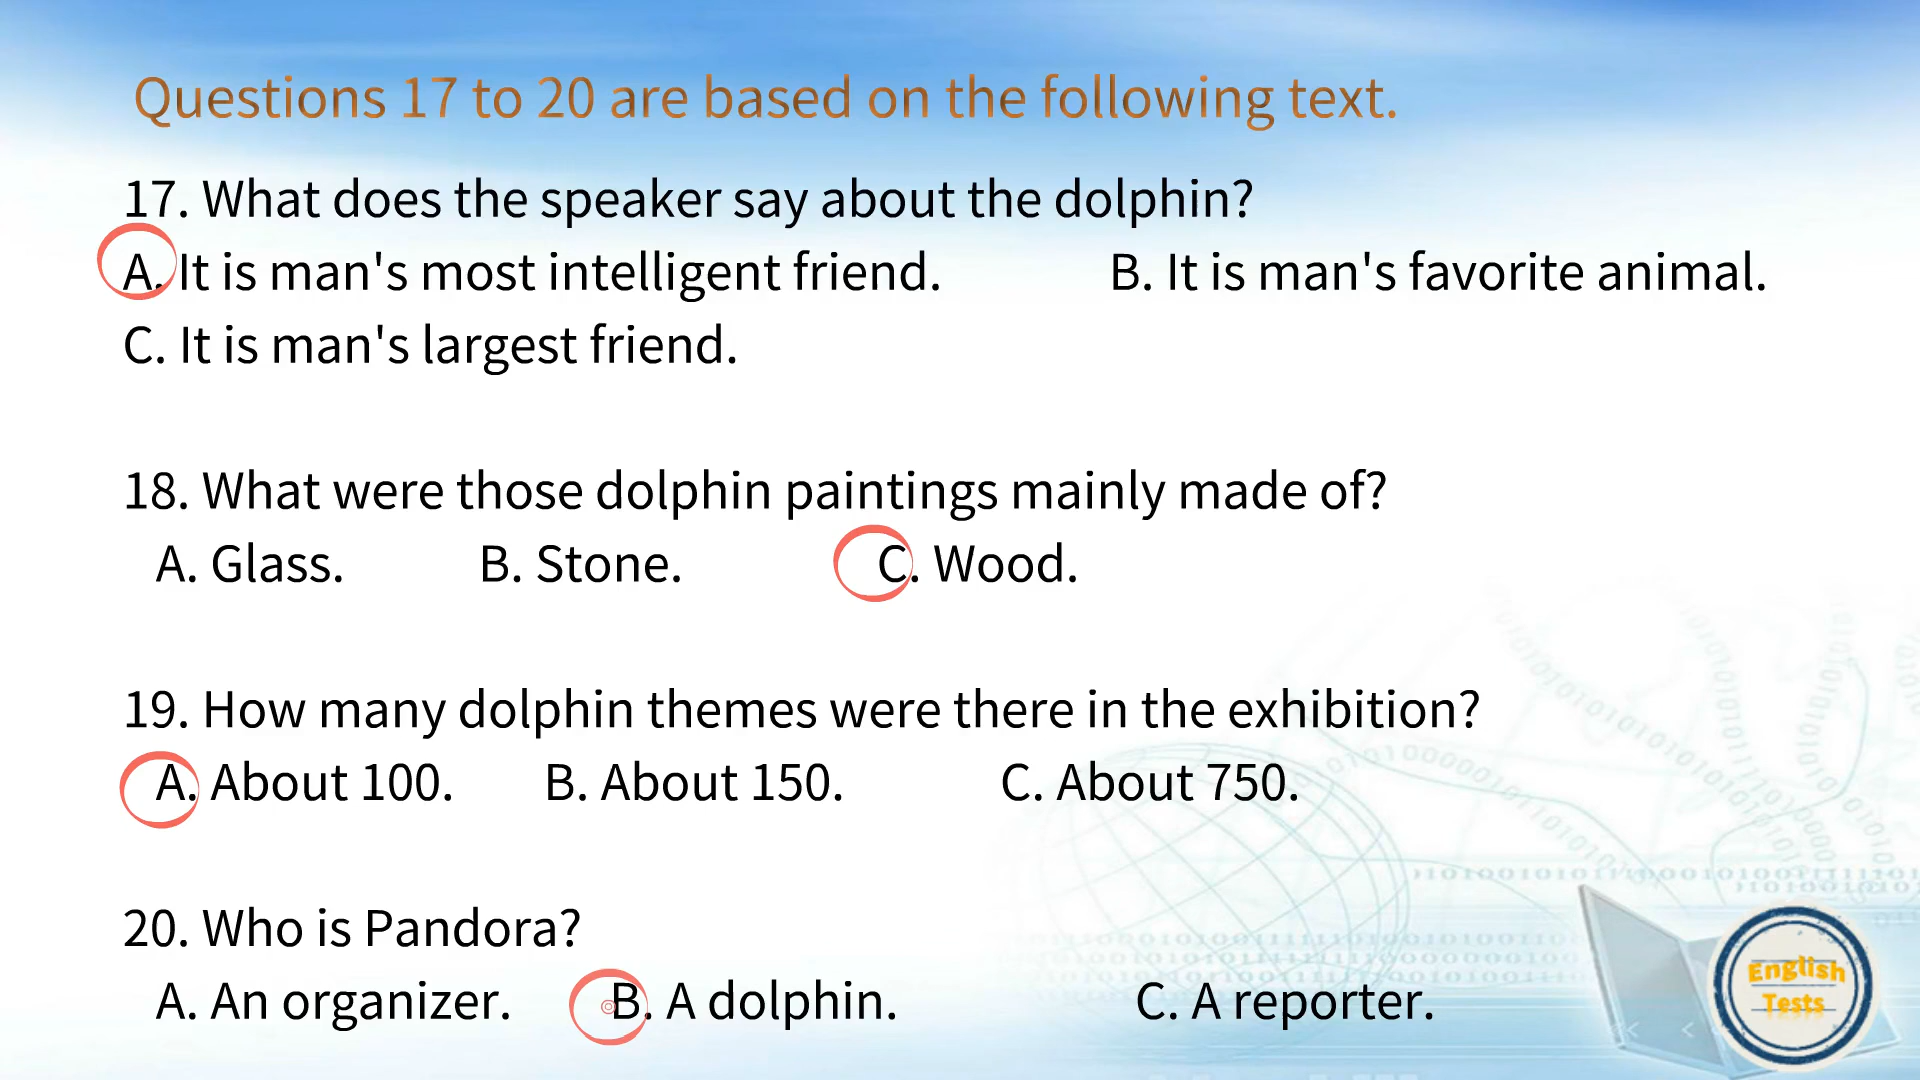 Questions 17 to 20 are based on the following text.
17. What does the speaker say about the dolphin?
A. It is man's most intelligent friend. B. It is man's favorite animal.
C. It is man's largest friend.
18. What were those dolphin paintings mainly made of?
A. Glass. B. Stone. C. Wood.
19. How many dolphin themes were there in the exhibition?
A. About 100. B. About 150. C. About 750.
20. Who is Pandora?
A. An organizer. B. A dolphin. C. A reporter.
English
Tests